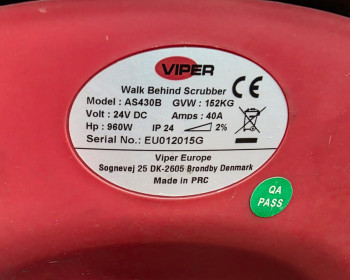 VIPER
Walk Behind Scrubber CE
Model : AS430B GVW : 152KG
Volt : 24V DC Amps : 40A
Hp : 960W IP 24 2%
Serial No.: EU012015G
Viper Europe
Sognevej 25 DK-2605 Brondby Denmark
Made in PRC
QA
PASS